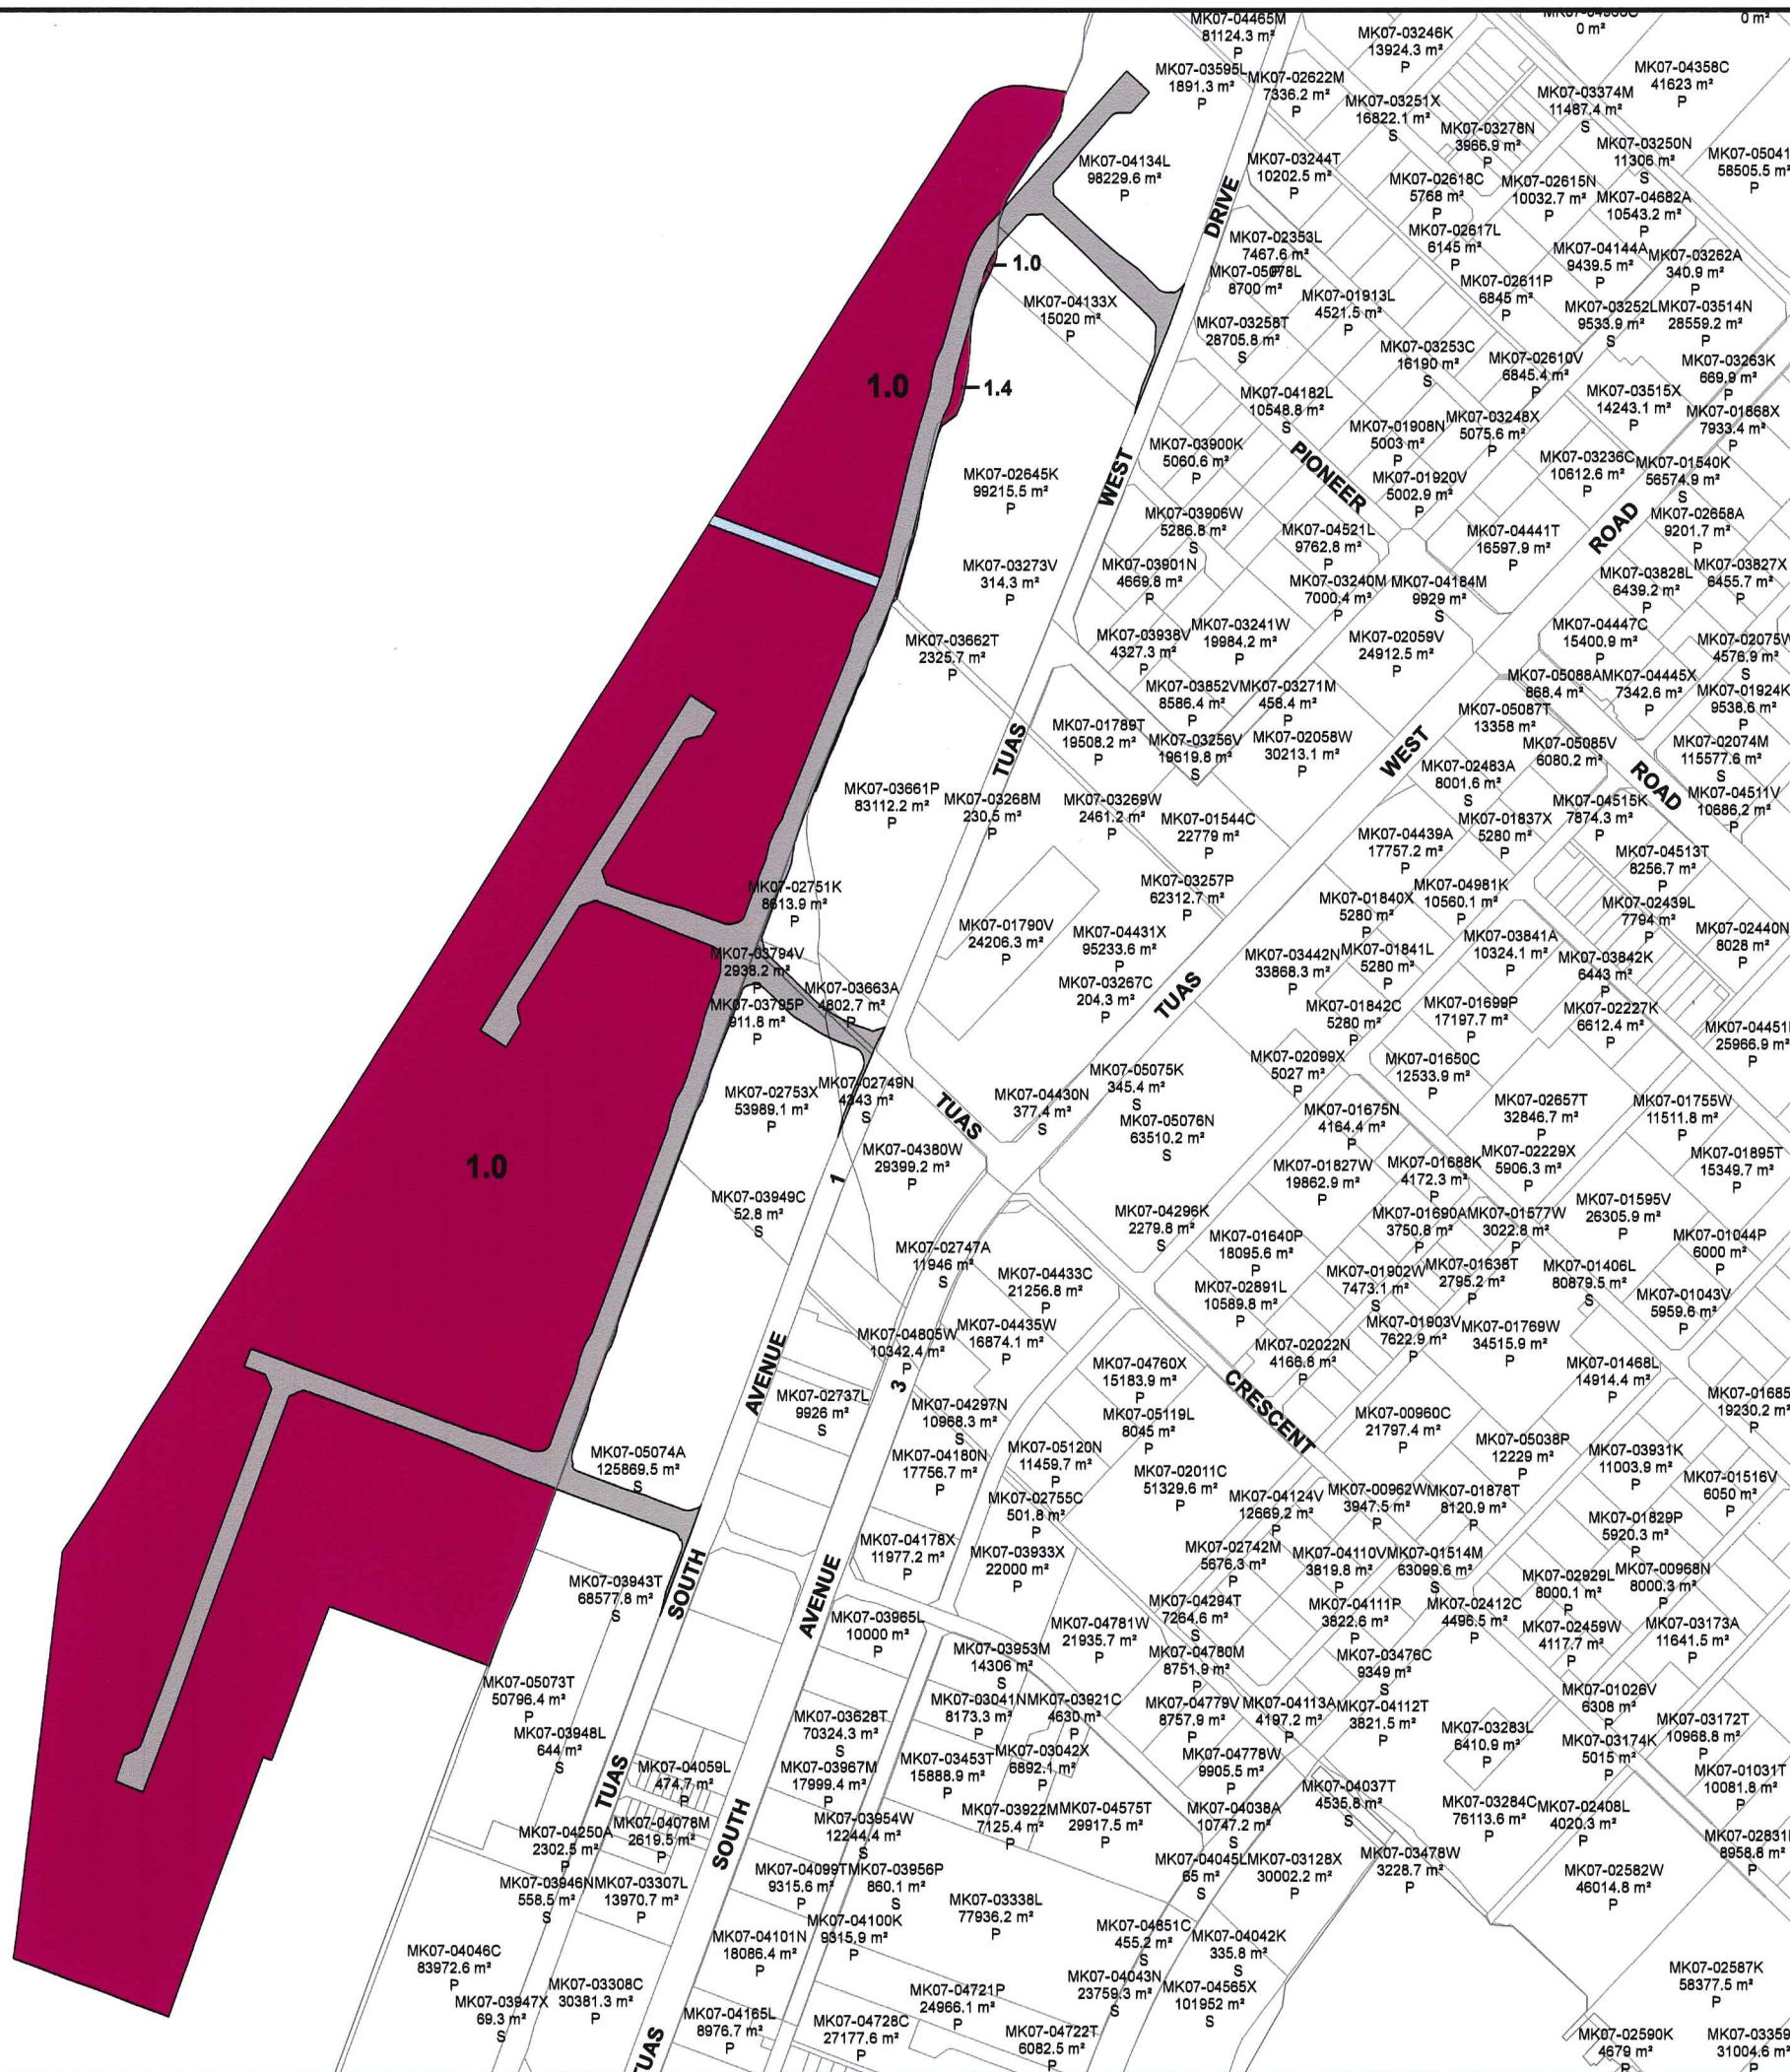 MK07-04465M
81124.3 m²
P
MK07-03246K
13924.3 m²
P
0 m²
0 m²
MK07-03595L
1891.3 m²
P
MK07-02622M
7336.2 m²
P
MK07-03251X
16822.1 m²
S
MK07-04358C
41623 m²
P
MK07-03374M
11487.4 m²
S
MK07-03278N
3966.9 m²
P
MK07-03250N
11306 m²
S
MK07-05041
58505.5 m²
P
MK07-04134L
98229.6 m²
P
MK07-03244T
10202.5 m²
P
MK07-02618C
5768 m²
P
MK07-02615N
10032.7 m²
P
MK07-04682A
10543.2 m²
P
DRIVE
MK07-02353L
7467.6 m²
P
MK07-05078L
8700 m²
MK07-02617L
6145 m²
P
MK07-04144A
9439.5 m²
P
MK07-03262A
340.9 m²
P
1.0
MK07-04133X
15020 m²
P
MK07-01913L
4521.5 m²
P
MK07-02611P
6845 m²
P
MK07-03252L
9533.9 m²
S
MK07-03514N
28559.2 m²
P
MK07-03258T
28705.8 m²
S
MK07-03253C
16190 m²
S
MK07-02610V
6845.4 m²
P
MK07-03263K
669.9 m²
P
1.0
1.4
MK07-04182L
10548.8 m²
S
MK07-03515X
14243.1 m²
P
MK07-01868X
7933.4 m²
P
MK07-01908N
5003 m²
P
MK07-03248X
5075.6 m²
P
MK07-03900K
5060.6 m²
P
PIONEER
MK07-02645K
99215.5 m²
P
WEST
MK07-01920V
5002.9 m²
P
MK07-03236C
10612.6 m²
P
MK07-01540K
56574.9 m²
S
MK07-03906W
5286.8 m²
S
MK07-04521L
9762.8 m²
P
MK07-04441T
16597.9 m²
P
ROAD
MK07-02658A
9201.7 m²
P
MK07-03273V
314.3 m²
P
MK07-03901N
4669.8 m²
P
MK07-03240M
7000.4 m²
P
MK07-04184M
9929 m²
S
MK07-03828L
6439.2 m²
P
MK07-03827X
6455.7 m²
P
MK07-03662T
2325.7 m²
P
MK07-03938V
4327.3 m²
P
MK07-03241W
19984.2 m²
P
MK07-02059V
24912.5 m²
P
MK07-04447C
15400.9 m²
P
MK07-02075W
4576.9 m²
S
MK07-03852V
8586.4 m²
P
MK07-03271M
458.4 m²
P
MK07-05088A
868.4 m²
MK07-04445X
7342.6 m²
P
MK07-01924K
9538.6 m²
P
MK07-05087T
13358 m²
MK07-01789T
19508.2 m²
P
MK07-03256V
19619.8 m²
S
MK07-02058W
30213.1 m²
P
TUAS
WEST
MK07-05085V
6080.2 m²
MK07-02074M
115577.6 m²
S
MK07-02483A
8001.6 m²
S
ROAD
MK07-03661P
83112.2 m²
P
MK07-03268M
230.5 m²
P
MK07-03269W
2461.2 m²
P
MK07-01544C
22779 m²
P
MK07-04515K
7874.3 m²
P
MK07-04511V
10686.2 m²
P
MK07-01837X
5280 m²
P
MK07-04439A
17757.2 m²
P
MK07-04513T
8256.7 m²
P
MK07-02751K
8613.9 m²
P
MK07-03257P
62312.7 m²
P
MK07-04981K
10560.1 m²
P
MK07-01840X
5280 m²
P
MK07-02439L
7794 m²
P
MK07-01790V
24206.3 m²
P
MK07-04431X
95233.6 m²
P
MK07-03841A
10324.1 m²
P
MK07-02440N
8028 m²
P
MK07-03794V
2938.2 m²
P
MK07-03442N
33868.3 m²
P
MK07-01841L
5280 m²
P
MK07-03842K
6443 m²
P
MK07-03663A
4802.7 m²
P
MK07-03267C
204.3 m²
P
TUAS
MK07-03795P
911.8 m²
P
MK07-01842C
5280 m²
P
MK07-01699P
17197.7 m²
P
MK07-02227K
6612.4 m²
P
MK07-04451
25966.9 m²
P
MK07-02099X
5027 m²
P
MK07-01650C
12533.9 m²
P
MK07-05075K
345.4 m²
S
MK07-02753X
53989.1 m²
P
MK07-02749N
4343 m²
S
MK07-04430N
377.4 m²
S
TUAS
MK07-05076N
63510.2 m²
S
MK07-01675N
4164.4 m²
P
MK07-02657T
32846.7 m²
P
MK07-01755W
11511.8 m²
P
1.0
MK07-04380W
29399.2 m²
P
1
MK07-01827W
19862.9 m²
P
MK07-01688K
4172.3 m²
P
MK07-02229X
5906.3 m²
P
MK07-01895T
15349.7 m²
P
MK07-03949C
52.8 m²
S
MK07-04296K
2279.8 m²
S
MK07-01690A
3750.8 m²
P
MK07-01577W
3022.8 m²
P
MK07-01595V
26305.9 m²
P
MK07-01044P
6000 m²
P
MK07-02747A
11946 m²
S
MK07-01640P
18095.6 m²
P
MK07-04433C
21256.8 m²
P
MK07-01902W
7473.1 m²
S
MK07-01638T
2795.2 m²
P
MK07-01406L
80879.5 m²
S
MK07-02891L
10589.8 m²
P
MK07-01043V
5959.6 m²
P
MK07-04805W
10342.4 m²
P
MK07-04435W
16874.1 m²
P
MK07-02022N
4166.8 m²
P
MK07-01903V
7622.9 m²
P
MK07-01769W
34515.9 m²
P
AVENUE
3
MK07-04760X
15183.9 m²
P
MK07-01468L
14914.4 m²
P
CRESCENT
MK07-02737L
9926 m²
S
MK07-04297N
10968.3 m²
S
MK07-05119L
8045 m²
P
MK07-00960C
21797.4 m²
P
MK07-01685
19230.2 m²
P
MK07-05074A
125869.5 m²
S
MK07-04180N
17756.7 m²
P
MK07-05120N
11459.7 m²
P
MK07-05038P
12229 m²
P
MK07-03931K
11003.9 m²
P
MK07-02011C
51329.6 m²
P
MK07-01516V
6050 m²
P
MK07-02755C
501.8 m²
P
MK07-04124V
12669.2 m²
P
MK07-00962W
3947.5 m²
P
MK07-01878T
8120.9 m²
P
MK07-01829P
5920.3 m²
P
MK07-04178X
11977.2 m²
P
MK07-03933X
22000 m²
P
MK07-02742M
5676.3 m²
P
MK07-04110V
3819.8 m²
P
MK07-01514M
63099.6 m²
S
MK07-02929L
8000.1 m²
P
MK07-00968N
8000.3 m²
P
MK07-03943T
68577.8 m²
S
SOUTH
AVENUE
MK07-04294T
7264.6 m²
S
MK07-04111P
3822.6 m²
P
MK07-02412C
4496.5 m²
P
MK07-03965L
10000 m²
P
MK07-04781W
21935.7 m²
P
MK07-02459W
4117.7 m²
P
MK07-03173A
11641.5 m²
P
MK07-03953M
14306 m²
S
MK07-04780M
8751.9 m²
P
MK07-03476C
9349 m²
S
MK07-05073T
50796.4 m²
P
MK07-01026V
6308 m²
P
MK07-03041N
8173.3 m²
P
MK07-03921C
4630 m²
P
MK07-04779V
8757.9 m²
P
MK07-04113A
4197.2 m²
P
MK07-04112T
3821.5 m²
P
MK07-03628T
70324.3 m²
S
MK07-03283L
6410.9 m²
P
MK07-03172T
10968.8 m²
P
MK07-03948L
644 m²
S
MK07-03174K
5015 m²
P
MK07-03453T
15888.9 m²
P
MK07-03042X
6892.1 m²
P
MK07-04778W
9905.5 m²
P
MK07-04059L
474.7 m²
P
MK07-03967M
17999.4 m²
P
TUAS
MK07-04037T
4535.8 m²
S
MK07-01031T
10081.8 m²
P
MK07-03922M
7125.4 m²
P
MK07-04575T
29917.5 m²
P
MK07-04038A
10747.2 m²
S
MK07-03284C
76113.6 m²
P
MK07-02408L
4020.3 m²
P
MK07-04250A
2302.5 m²
P
MK07-04078M
2619.5 m²
P
SOUTH
MK07-03954W
12244.4 m²
S
MK07-02831
8958.8 m²
P
MK07-04045L
65 m²
S
MK07-03128X
30002.2 m²
P
MK07-03478W
3228.7 m²
P
MK07-04099T
9315.6 m²
P
MK07-03956P
860.1 m²
S
MK07-02582W
46014.8 m²
P
MK07-03946N
558.5 m²
S
MK07-03307L
13970.7 m²
P
MK07-03338L
77936.2 m²
P
MK07-04100K
9315.9 m²
P
MK07-04851C
455.2 m²
S
MK07-04042K
335.8 m²
S
MK07-04101N
18086.4 m²
P
MK07-04046C
83972.6 m²
P
MK07-04043N
23759.3 m²
S
MK07-04565X
101952 m²
S
MK07-02587K
58377.5 m²
P
MK07-03308C
30381.3 m²
P
MK07-04721P
24966.1 m²
P
MK07-03947X
69.3 m²
S
MK07-04165L
8976.7 m²
P
MK07-04728C
27177.6 m²
P
MK07-04722T
6082.5 m²
P
MK07-02590K
4679 m²
P
MK07-03359
31004.6 m²
P
TUAS